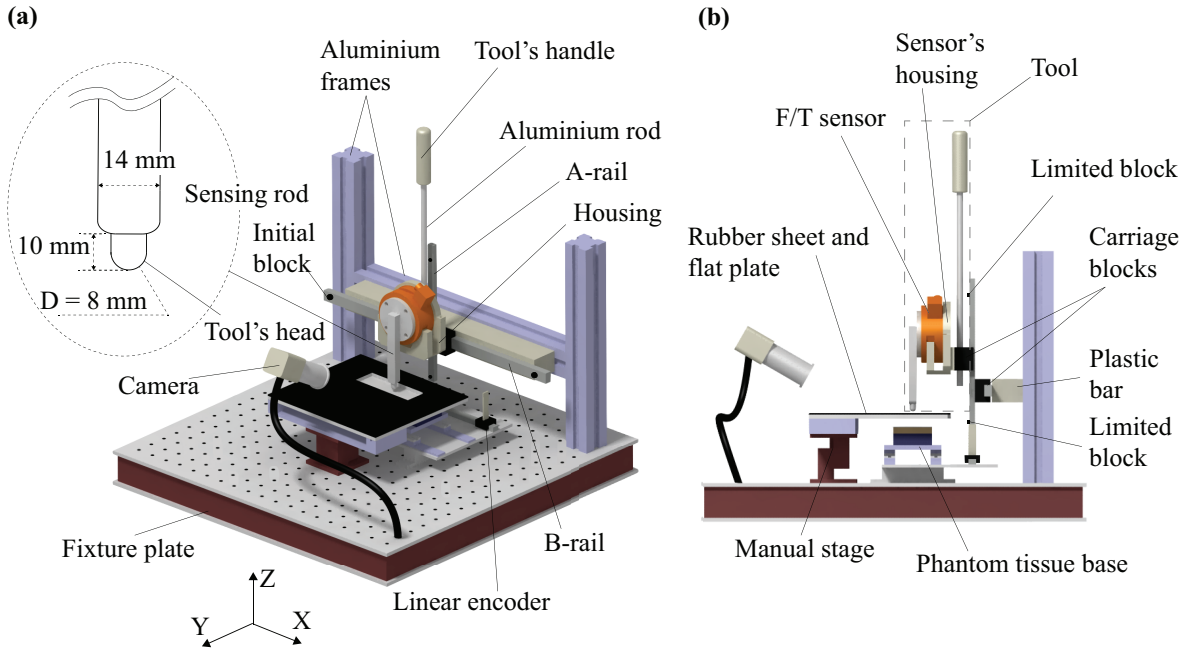 (a)
Aluminium
frames
Tool's handle
Aluminium rod
A-rail
Housing
14 mm
Sensing rod
10 mm
Initial
block
D = 8 mm
Tool's head
Camera
Fixture plate
B-rail
Linear encoder
Z
Y
X
(b)
Sensor's
housing
Tool
F/T sensor
Limited block
Rubber sheet and
flat plate
Carriage
blocks
Plastic
bar
Limited
block
Manual stage
Phantom tissue base